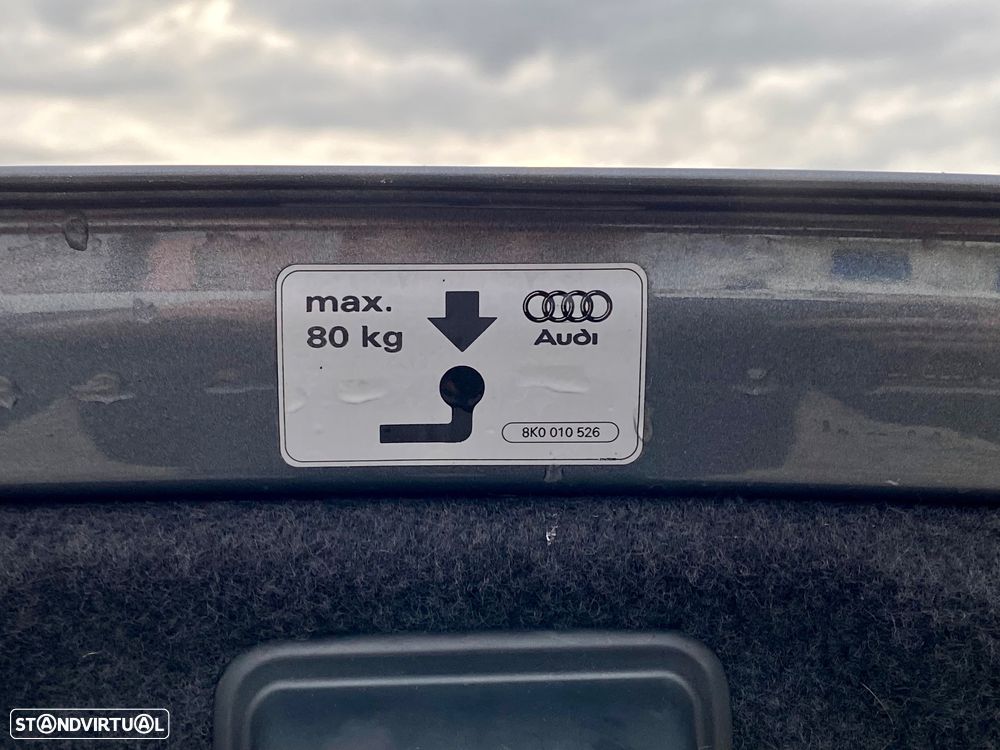 max.
80 kg
Audi
8K0 010 526
STANDVIRTUAL